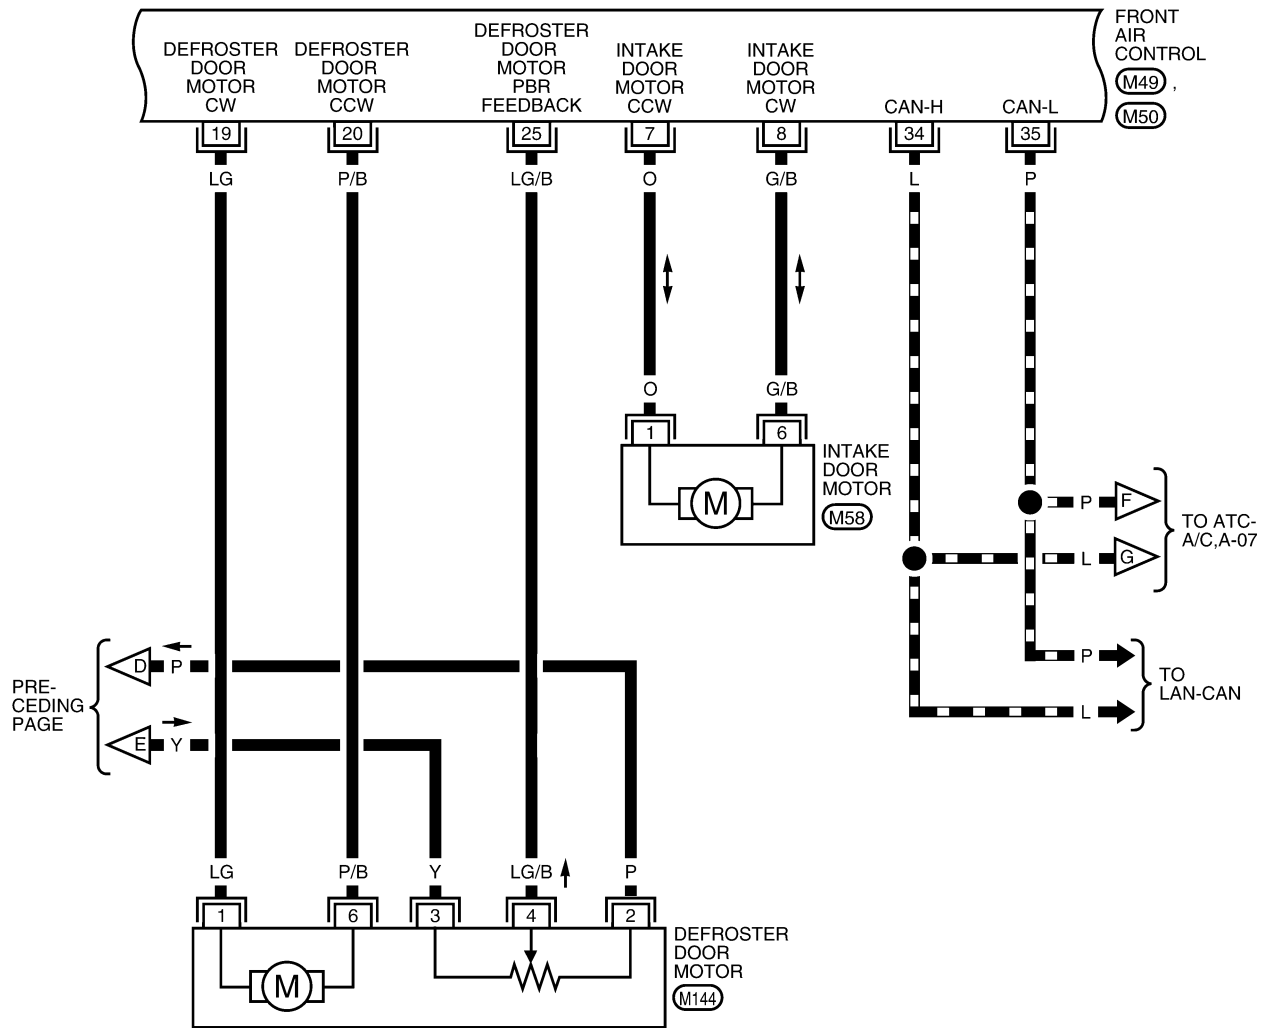 DEFROSTER
DOOR
MOTOR
CW
DEFROSTER
DOOR
MOTOR
CCW
DEFROSTER
DOOR
MOTOR
PBR
FEEDBACK
INTAKE
DOOR
MOTOR
CCW
INTAKE
DOOR
MOTOR
CW
CAN-H
CAN-L
FRONT
AIR
CONTROL
M49 ,
M50
19
20
25
7
8
34
35
LG
P/B
LG/B
O
G/B
L
P
O
G/B
1
6
M
INTAKE
DOOR
MOTOR
M58
P
F
L
G
TO ATC-
A/C,A-07
P
L
TO
LAN-CAN
PRE-
CEDING
PAGE
D
P
E
Y
LG
P/B
Y
LG/B
P
1
6
3
4
2
M
DEFROSTER
DOOR
MOTOR
M144